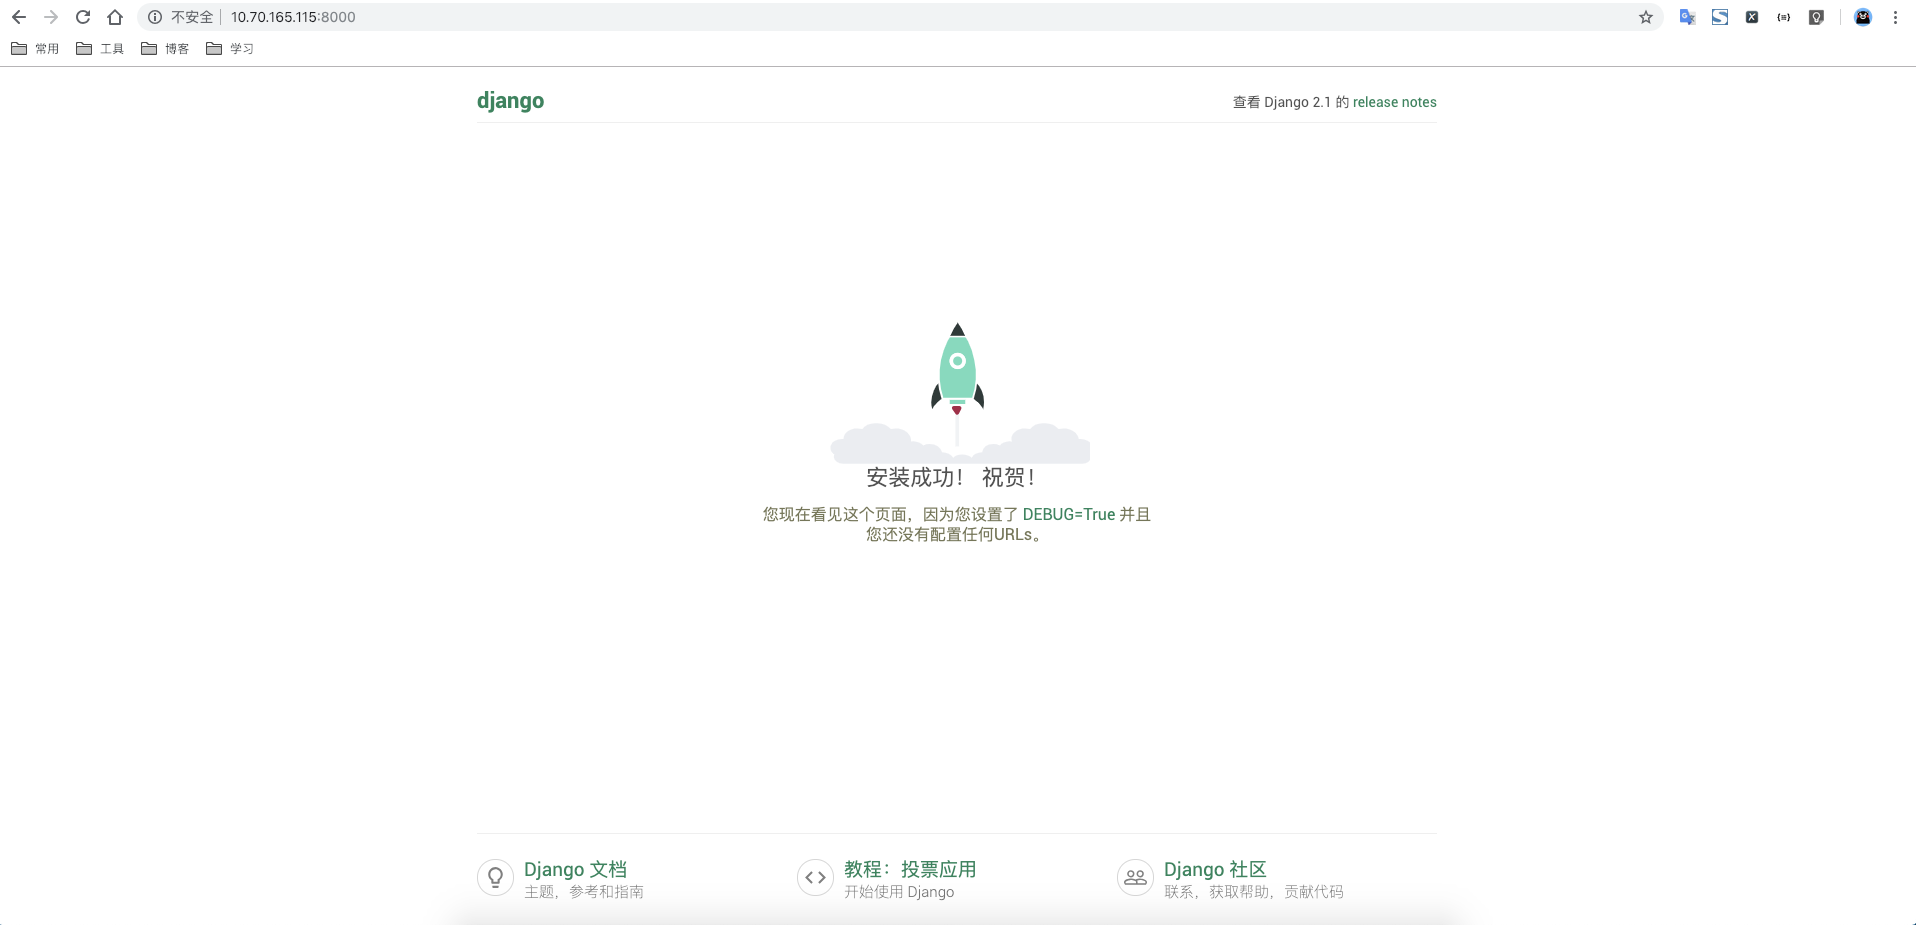 不安全 10.70.165.115:8000
常用 工具 博客 学习
django
查看 Django 2.1 的 release notes
安装成功！ 祝贺！
您现在看见这个页面，因为您设置了 DEBUG=True 并且
您还没有配置任何URLs。
Django 文档
主题，参考和指南
教程：投票应用
开始使用 Django
Django 社区
联系，获取帮助，贡献代码